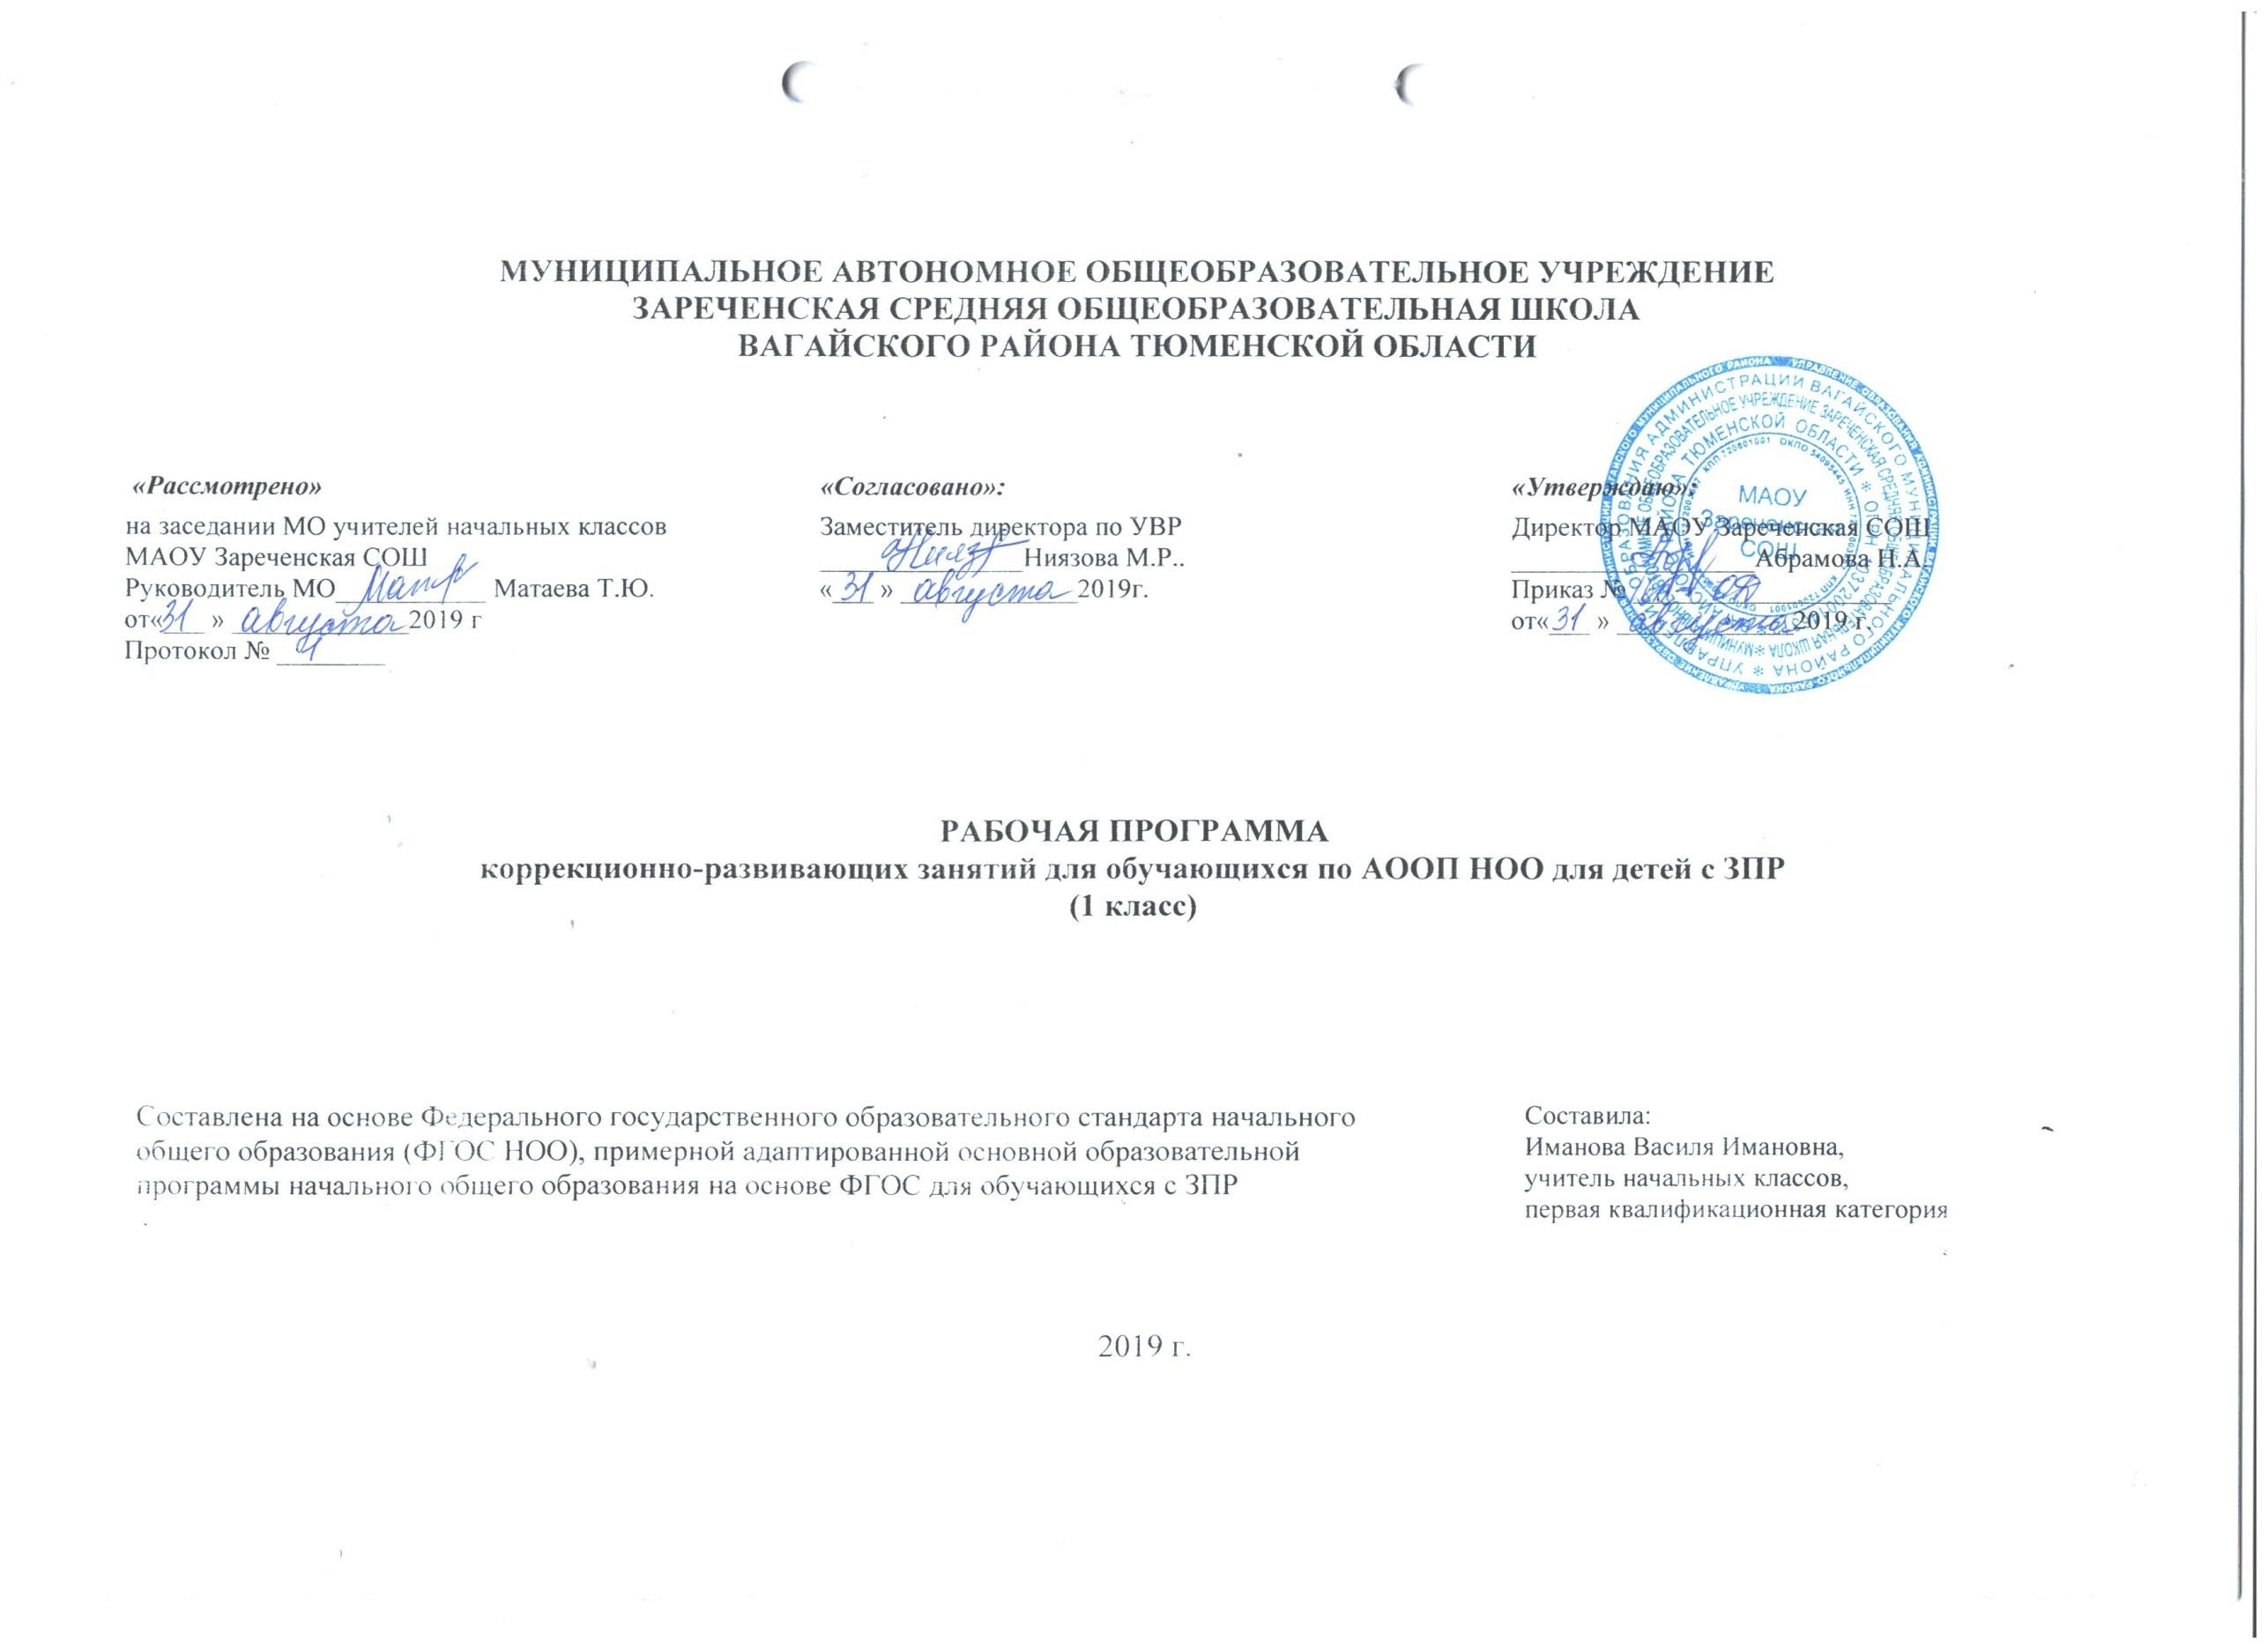 МУНИЦИПАЛЬНОЕ АВТОНОМНОЕ ОБЩЕОБРАЗОВАТЕЛЬНОЕ УЧРЕЖДЕНИЕ
ЗАРЕЧЕНСКАЯ СРЕДНЯЯ ОБЩЕОБРАЗОВАТЕЛЬНАЯ ШКОЛА
ВАГАЙСКОГО РАЙОНА ТЮМЕНСКОЙ ОБЛАСТИ
«Рассмотрено»
на заседании МО учителей начальных классов
МАОУ Зареченская СОШ
Руководитель МО Матаева Т.Ю.
от«31 » августа 2019 г
Протокол №
«Согласовано»:
Заместитель директора по УВР
Ниязова М.Р..
«31 » августа 2019г.
«Утверждаю»:
Директор МАОУ Зареченская СОШ
Абрамова Н.А.
Приказ №
от«31 » августа 2019 г.
МАОУ
Зареченская
СОШ
РАБОЧАЯ ПРОГРАММА
коррекционно-развивающих занятий для обучающихся по АООП НОО для детей с ЗПР
(1 класс)
Составлена на основе Федерального государственного образовательного стандарта начального
общего образования (ФГОС НОО), примерной адаптированной основной образовательной
программы начального общего образования на основе ФГОС для обучающихся с ЗПР
Составила:
Иманова Василя Имановна,
учитель начальных классов,
первая квалификационная категория
2019 г.